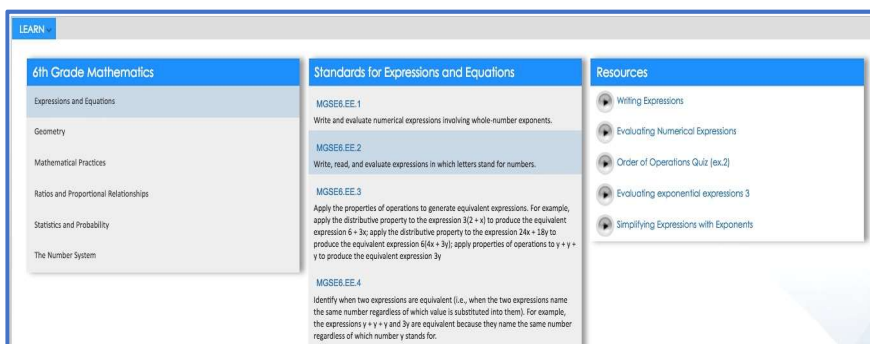 LEARN
6th Grade Mathematics
Expressions and Equations
Geometry
Mathematical Practices
Ratios and Proportional Relationships
Statistics and Probability
The Number System
Standards for Expressions and Equations
MGSE6.EE.1
Write and evaluate numerical expressions involving whole-number exponents.
MGSE6.EE.2
Write, read, and evaluate expressions in which letters stand for numbers.
MGSE6.EE.3
Apply the properties of operations to generate equivalent expressions. For example,
apply the distributive property to the expression 3(2 + x) to produce the equivalent
expression 6 + 3x; apply the distributive property to the expression 24x + 18y to
produce the equivalent expression 6(4x + 3y); apply properties of operations to y + y +
y to produce the equivalent expression 3y
MGSE6.EE.4
Identify when two expressions are equivalent (i.e., when the two expressions name
the same number regardless of which value is substituted into them). For example,
the expressions y + y + y and 3y are equivalent because they name the same number
regardless of which number y stands for.
Resources
Writing Expressions
Evaluating Numerical Expressions
Order of Operations Quiz (ex.2)
Evaluating exponential expressions 3
Simplifying Expressions with Exponents